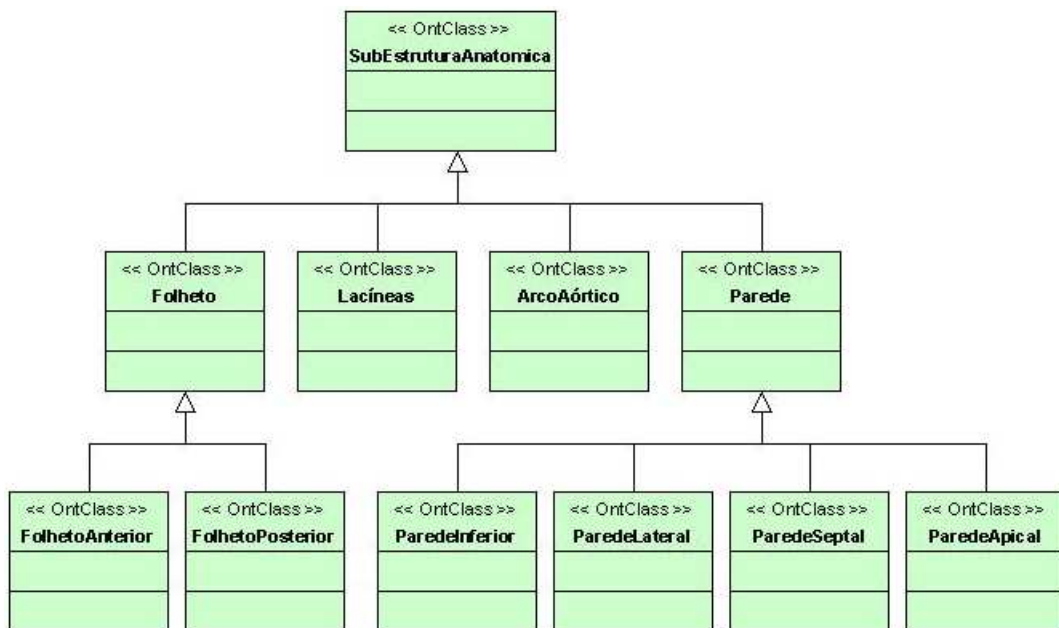 << OntClass >>
SubEstruturaAnatomica
<< OntClass >>
Folheto
<< OntClass >>
Lacíneas
<< OntClass >>
ArcoAórtico
<< OntClass >>
Parede
<< OntClass >>
FolhetoAnterior
<< OntClass >>
FolhetoPosterior
<< OntClass >>
ParedeInferior
<< OntClass >>
ParedeLateral
<< OntClass >>
ParedeSeptal
<< OntClass >>
ParedeApical